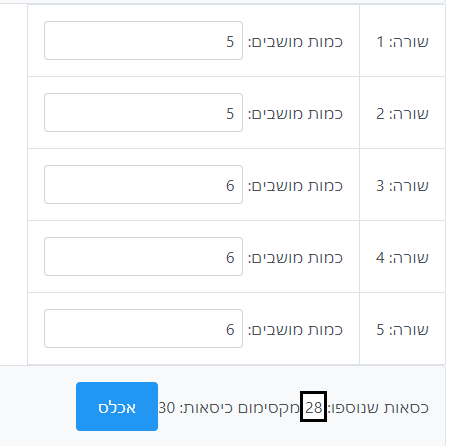 שורה: 1 כמות מושבים: 5
שורה: 2 כמות מושבים: 5
שורה: 3 כמות מושבים: 6
שורה: 4 כמות מושבים: 6
שורה: 5 כמות מושבים: 6
כסאות שנוספו: 28 מקסימום כיסאות: 30 אכלס